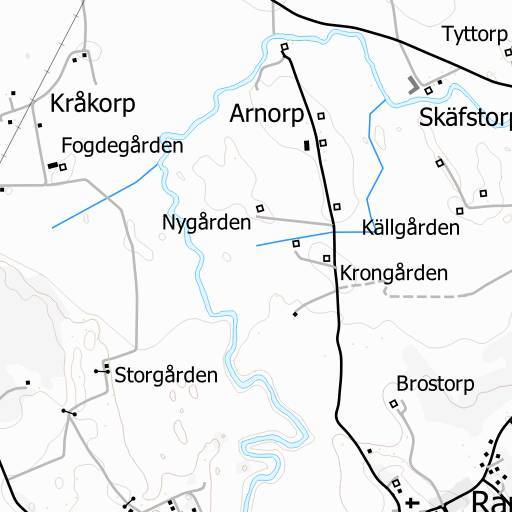 Tyttorp
Kråkorp
Arnorp
Skäfstorp
Fogdegården
Nygården
Källgården
Krongården
Storgården
Brostorp